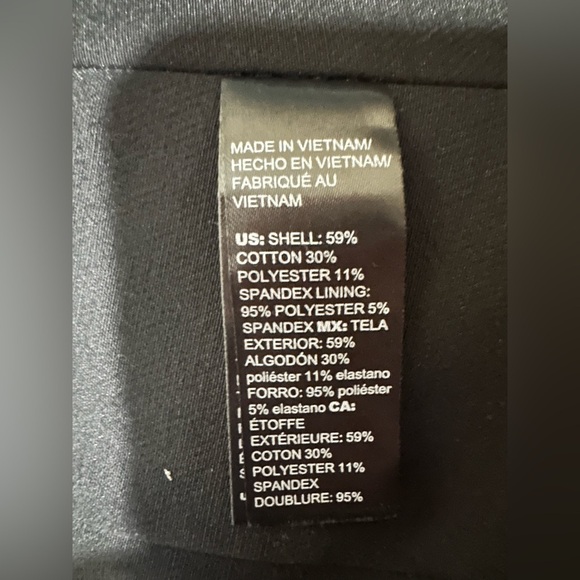 MADE IN VIETNAM/
HECHO EN VIETNAM/
FABRIQUÉ AU
VIETNAM
US: SHELL: 59%
COTTON 30%
POLYESTER 11%
SPANDEX LINING:
95% POLYESTER 5%
SPANDEX MX: TELA
EXTERIOR: 59%
ALGODÓN 30%
poliéster 11% elastano
FORRO: 95% poliéster
5% elastano CA:
ÉTOFFE
EXTÉRIEURE: 59%
COTON 30%
POLYESTER 11%
SPANDEX
DOUBLURE: 95%